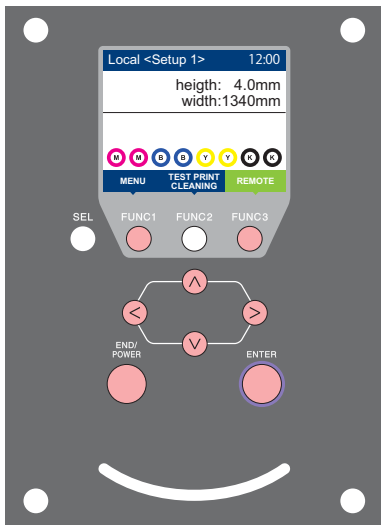 Local <Setup 1> 12:00
heigth: 4.0mm
width:1340mm
M M B B Y Y K K
MENU TEST PRINT CLEANING REMOTE
SEL FUNC1 FUNC2 FUNC3
END/
POWER
ENTER